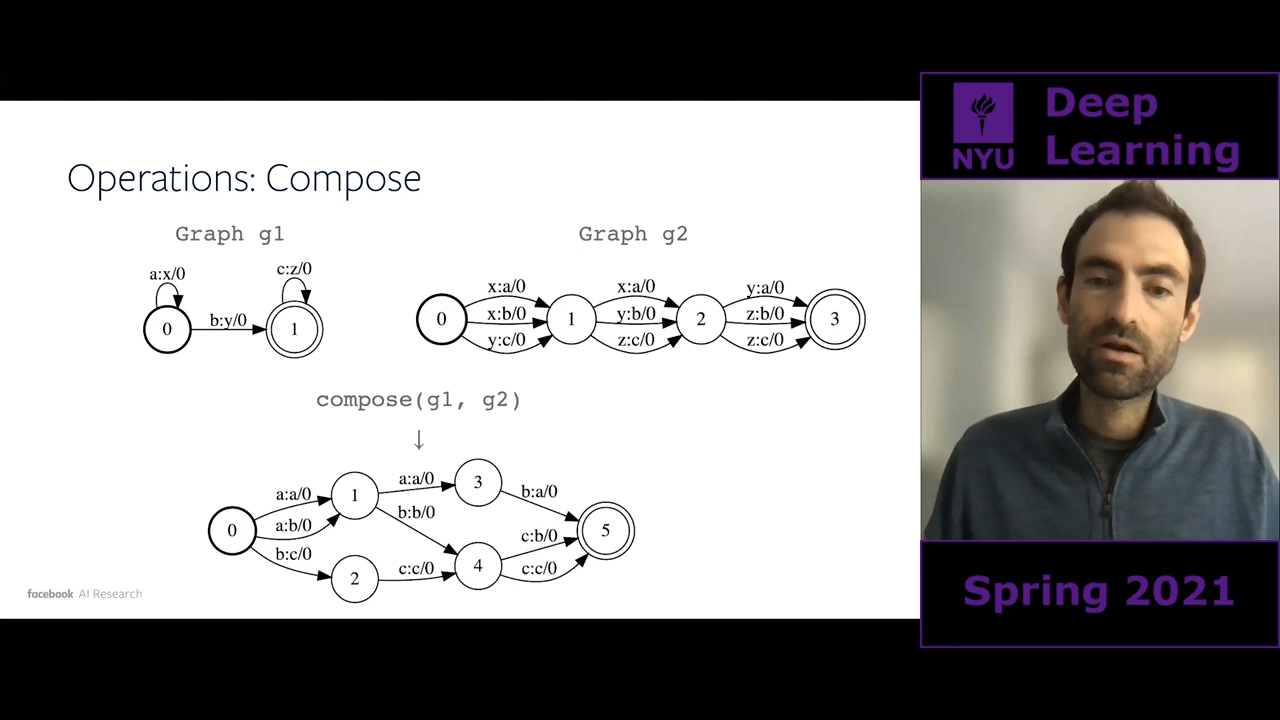 Operations: Compose
Graph g1
a:x/0
c:z/0
0
b:y/0
1
Graph g2
x:a/0
x:a/0
y:a/0
0
x:b/0
1
y:b/0
2
z:b/0
3
y:c/0
z:c/0
z:c/0
compose(g1, g2)
↓
0
a:a/0
a:b/0
b:c/0
1
2
a:a/0
b:b/0
c:c/0
3
4
b:a/0
c:b/0
c:c/0
5
facebook AI Research
NYU
Deep
Learning
Spring 2021